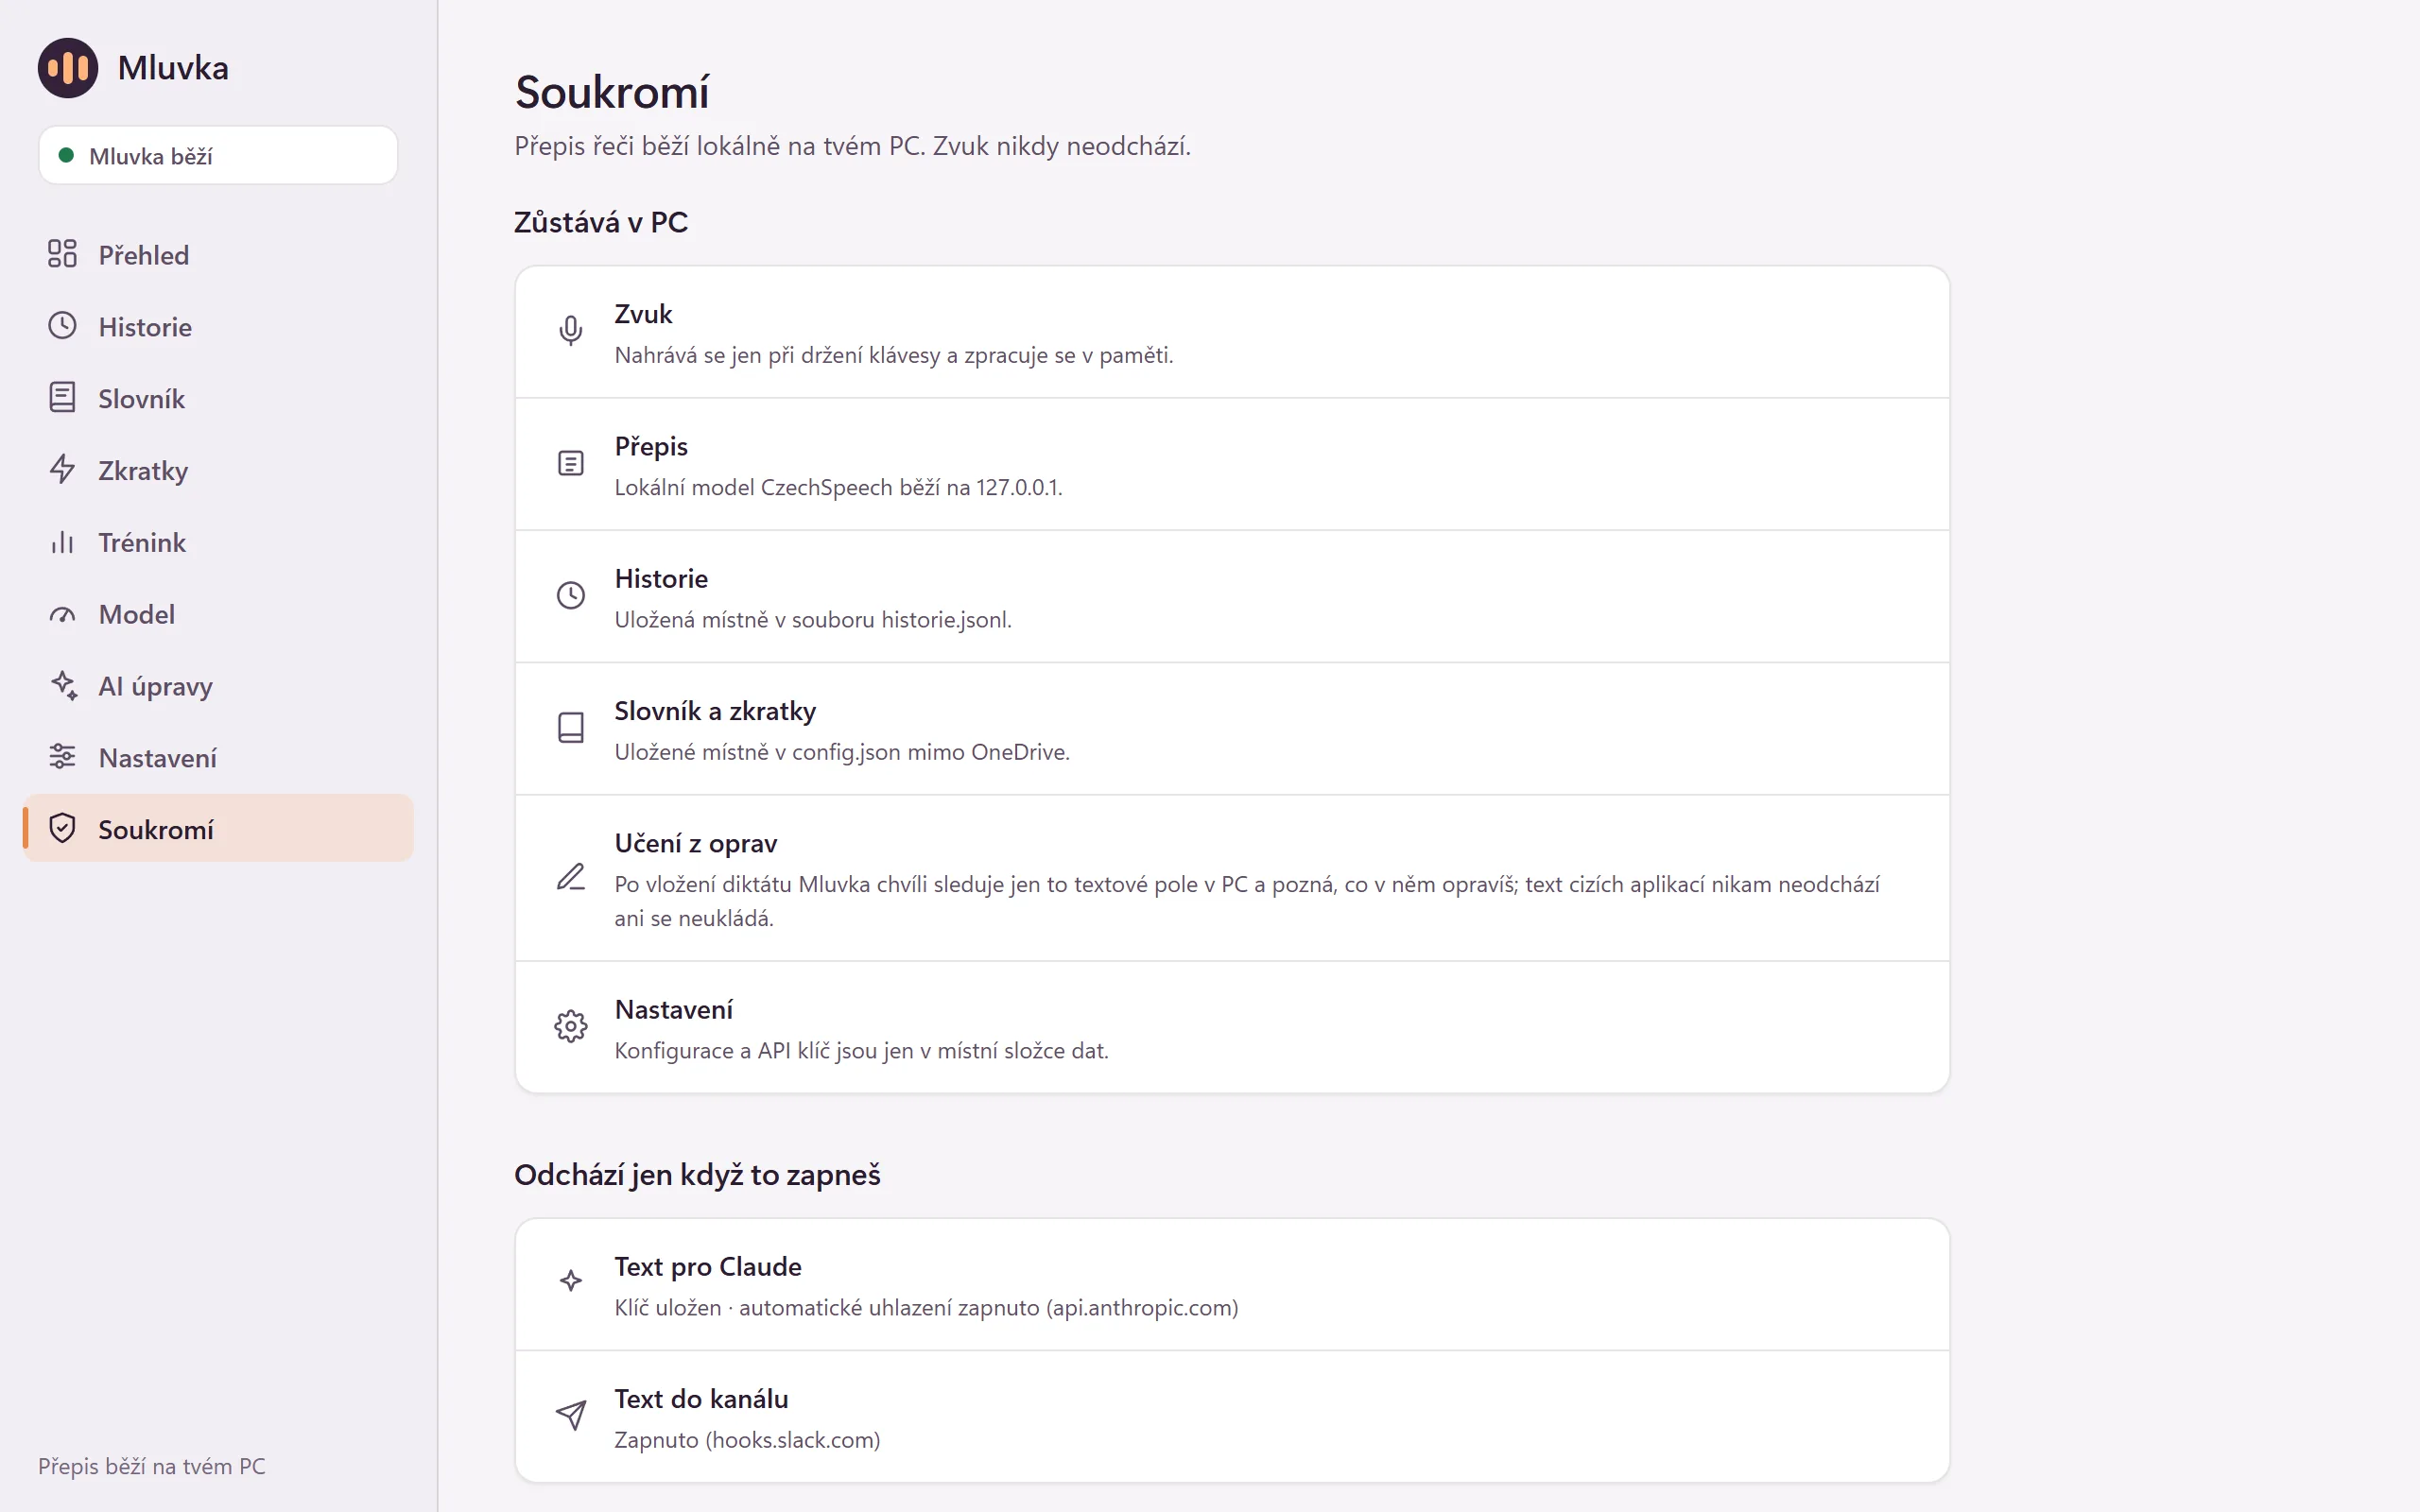 Mluvka
Mluvka běží
Přehled
Historie
Slovník
Zkratky
Trénink
Model
AI úpravy
Nastavení
Soukromí
Přepis běží na tvém PC
Soukromí
Přepis řeči běží lokálně na tvém PC. Zvuk nikdy neodchází.
Zůstává v PC
Zvuk
Nahrává se jen při držení klávesy a zpracuje se v paměti.
Přepis
Lokální model CzechSpeech běží na 127.0.0.1.
Historie
Uložená místně v souboru historie.jsonl.
Slovník a zkratky
Uložené místně v config.json mimo OneDrive.
Učení z oprav
Po vložení diktátu Mluvka chvíli sleduje jen to textové pole v PC a pozná, co v něm opravíš; text cizích aplikací nikam neodchází
ani se neukládá.
Nastavení
Konfigurace a API klíč jsou jen v místní složce dat.
Odchází jen když to zapneš
Text pro Claude
Klíč uložen · automatické uhlazení zapnuto (api.anthropic.com)
Text do kanálu
Zapnuto (hooks.slack.com)